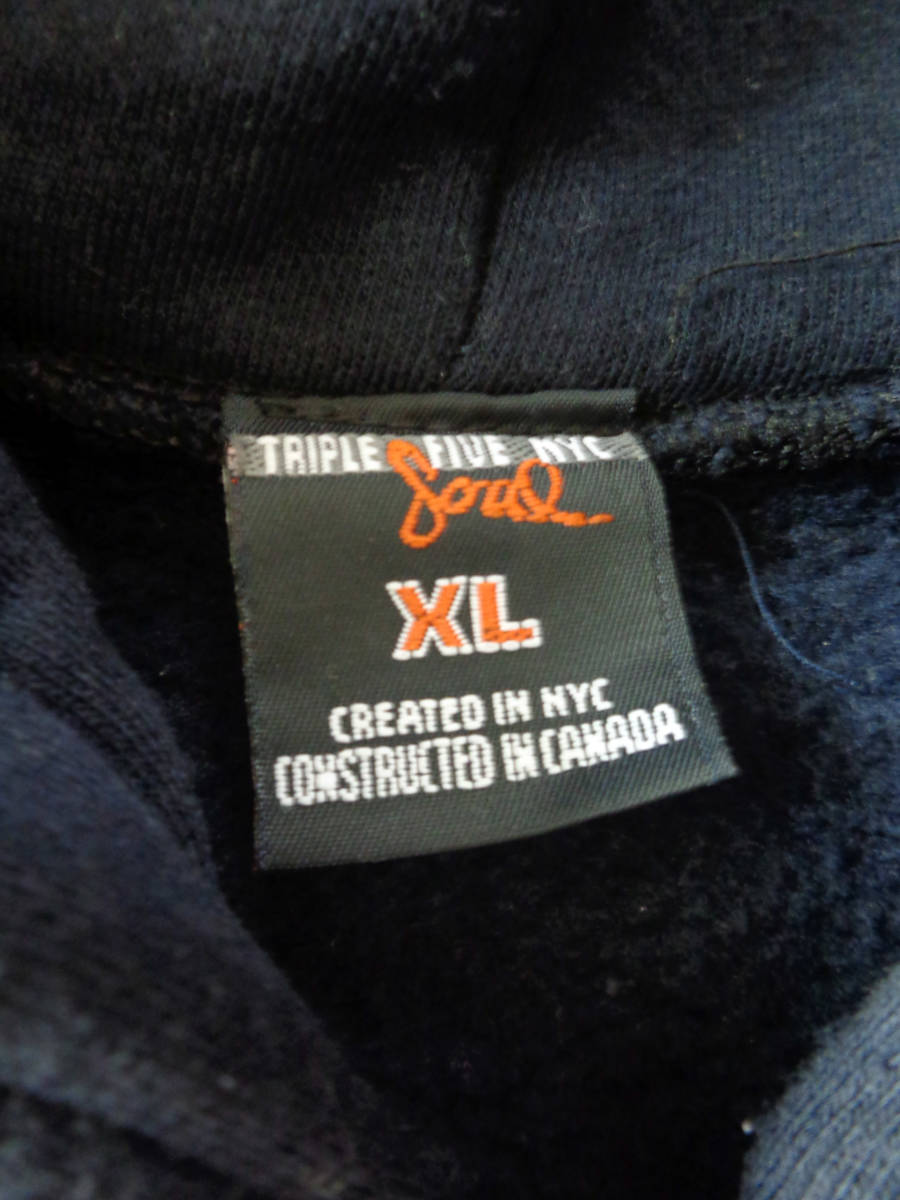 TRIPLE FIVE NYC
Soul
XL
CREATED IN NYC
CONSTRUCTED IN CANADA